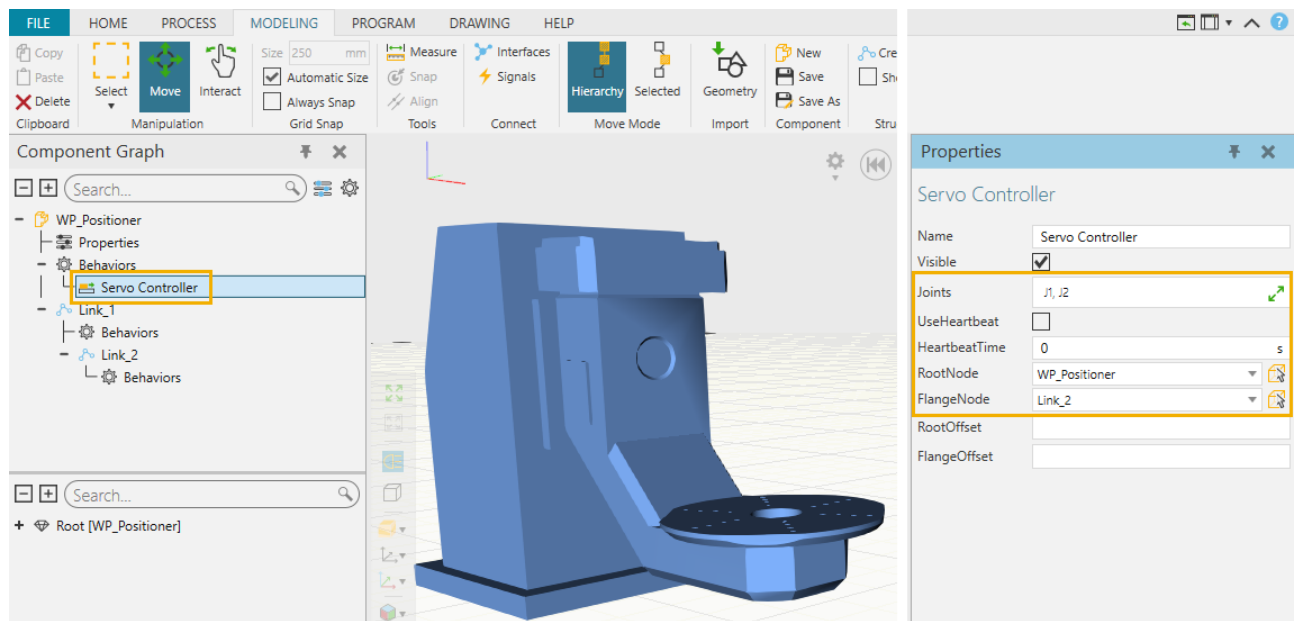 FILE HOME PROCESS MODELING PROGRAM DRAWING HELP
Copy
Paste
Delete
Clipboard
Select
Move
Interact
Manipulation
Size 250 mm
Automatic Size
Always Snap
Grid Snap
Measure
Snap
Align
Tools
Interfaces
Signals
Connect
Hierarchy
Selected
Move Mode
Geometry
Import
New
Save
Save As
Component
Cre
Sh
Stru
Component Graph
Search...
WP_Positioner
Properties
Behaviors
Servo Controller
Link_1
Behaviors
Link_2
Behaviors
Search...
Root [WP_Positioner]
Properties
Servo Controller
Name Servo Controller
Visible
Joints J1, J2
UseHeartbeat
HeartbeatTime 0 s
RootNode WP_Positioner
FlangeNode Link_2
RootOffset
FlangeOffset